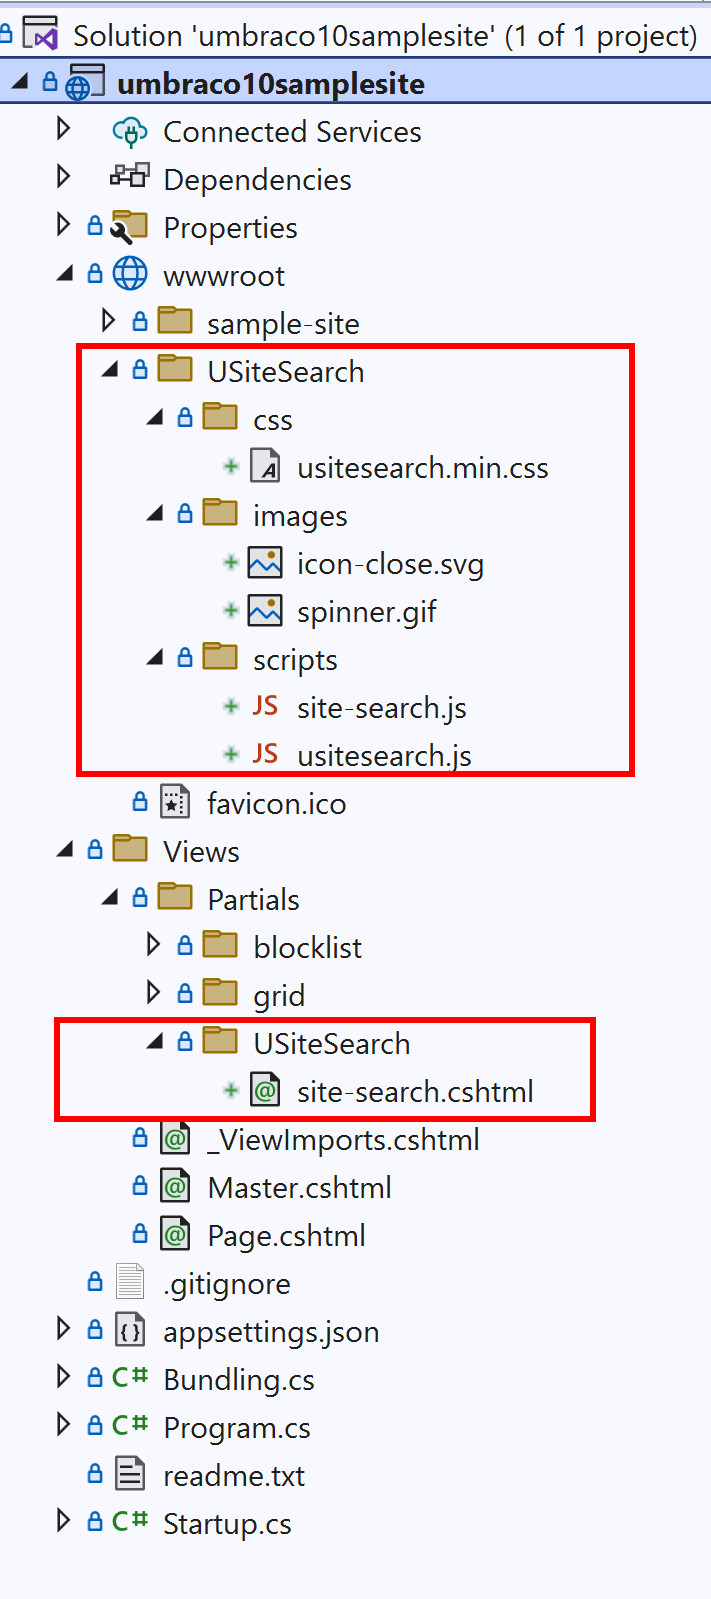 Solution 'umbraco10samplesite' (1 of 1 project)
umbraco10samplesite
Connected Services
Dependencies
Properties
wwwroot
sample-site
USiteSearch
css
usitesearch.min.css
images
icon-close.svg
spinner.gif
scripts
JS site-search.js
JS usitesearch.js
favicon.ico
Views
Partials
blocklist
grid
USiteSearch
@ site-search.cshtml
@ _ViewImports.cshtml
@ Master.cshtml
@ Page.cshtml
.gitignore
{} appsettings.json
C# Bundling.cs
C# Program.cs
readme.txt
C# Startup.cs